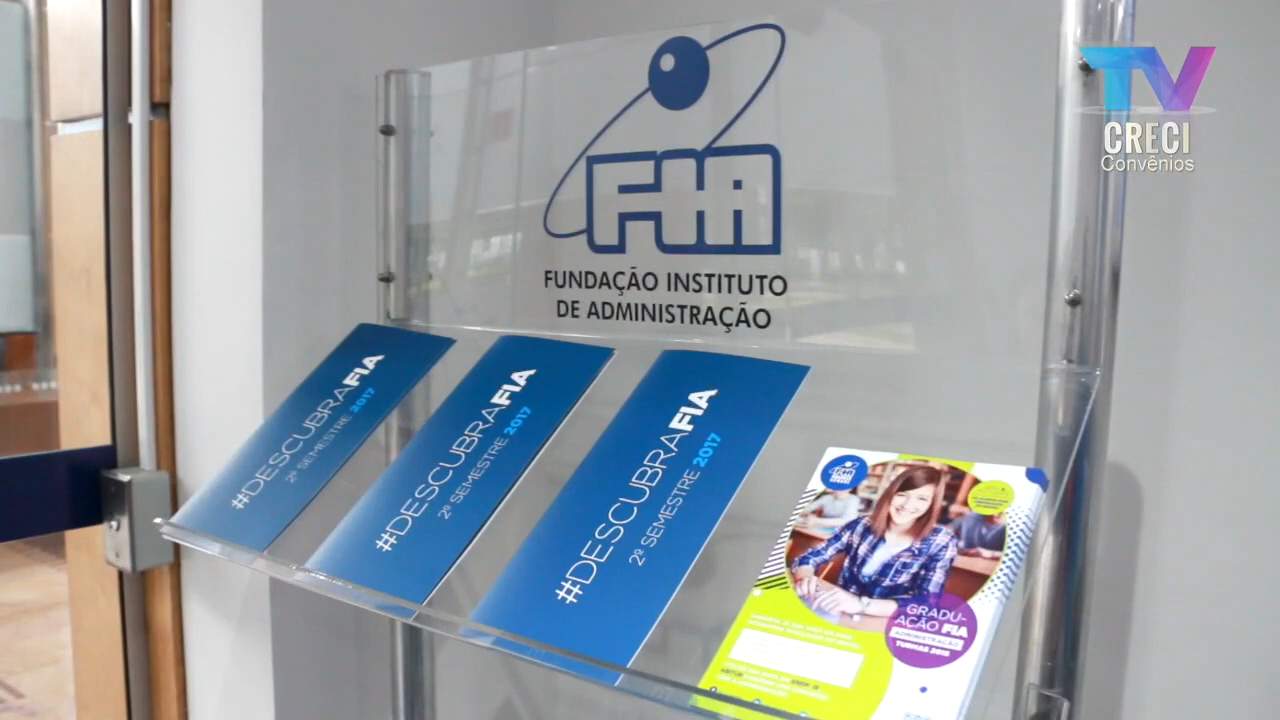 TV
CRECI
Convênios
FIA
FUNDAÇÃO INSTITUTO
DE ADMINISTRAÇÃO
#DESCUBRAFIA
2º SEMESTRE 2017
#DESCUBRAFIA
2º SEMESTRE 2017
#DESCUBRAFIA
2º SEMESTRE 2017
FIA
GRADU-
AÇÃO FIA
ADMINISTRAÇÃO
TURMAS 2018